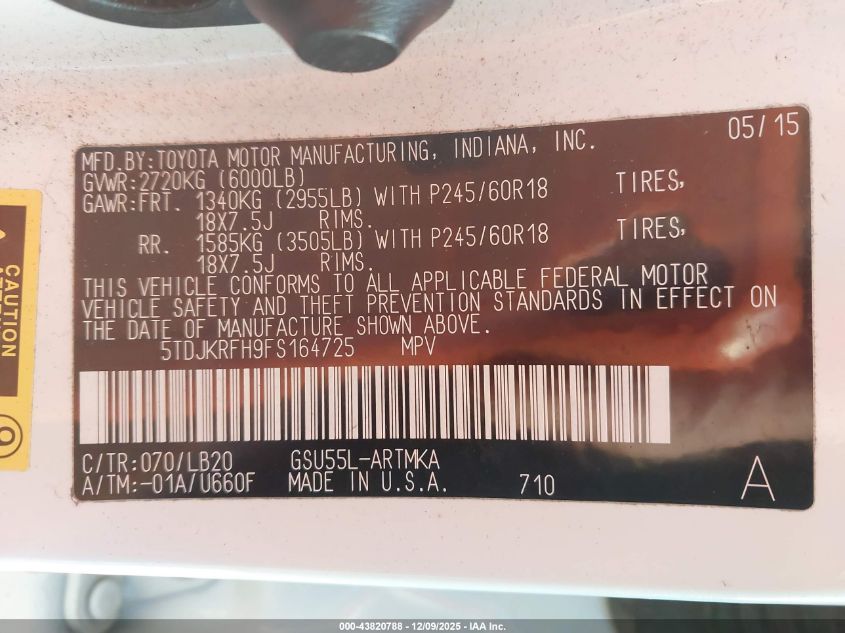 05/15
MFD.BY:TOYOTA MOTOR MANUFACTURING, INDIANA, INC.
GVWR:2720KG (6000LB)
GAWR:FRT. 1340KG (2955LB) WITH P245/60R18 TIRES,
18X7.5J RIMS.
RR. 1585KG (3505LB) WITH P245/60R18 TIRES,
18X7.5J RIMS.
THIS VEHICLE CONFORMS TO ALL APPLICABLE FEDERAL MOTOR
VEHICLE SAFETY AND THEFT PREVENTION STANDARDS IN EFFECT ON
THE DATE OF MANUFACTURE SHOWN ABOVE.
5TDJKRFH9FS164725 MPV
C/TR:070/LB20 GSU55L-ARTMKA
A/TM:-01A/U660F MADE IN U.S.A. 710 A
CAUTION
000-43820788 - 12/09/2025 - IAA Inc.